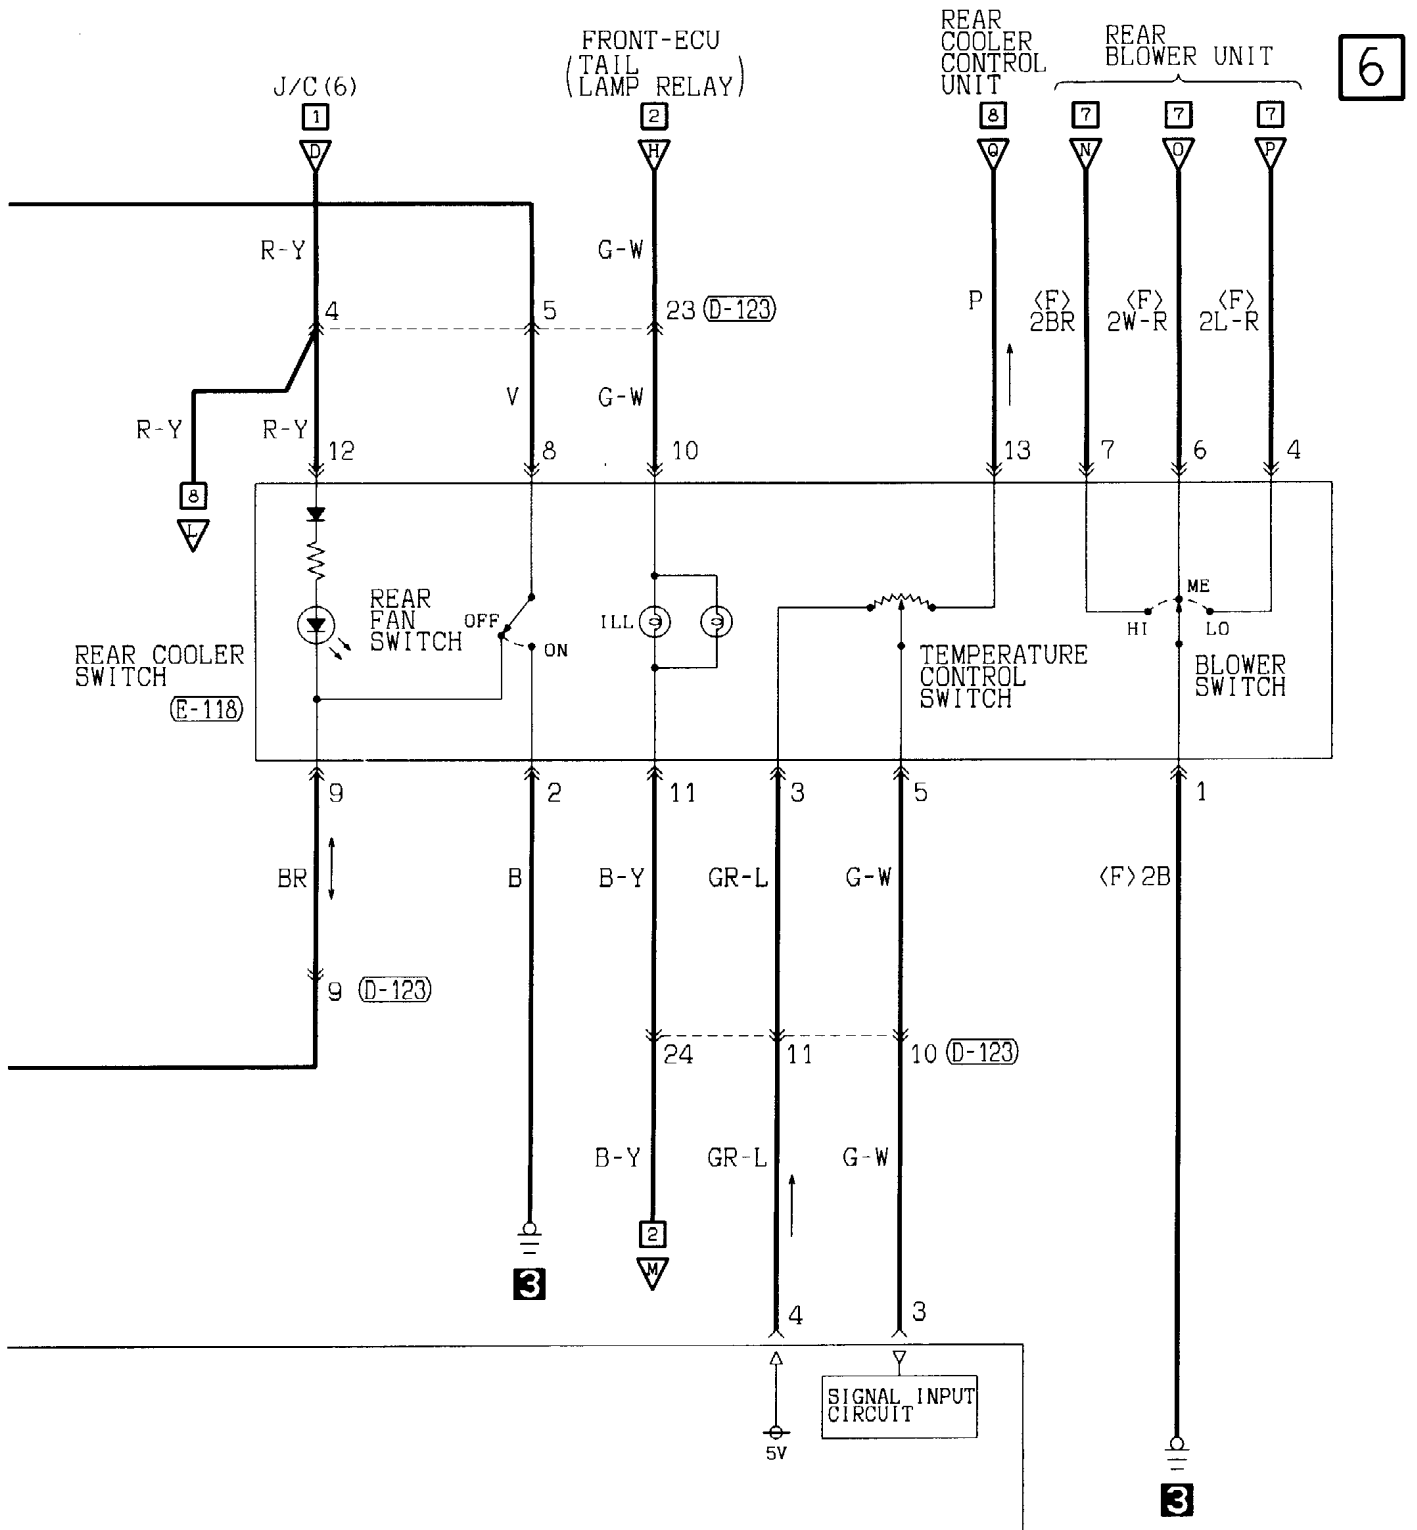 REAR
COOLER
CONTROL
UNIT
REAR
BLOWER UNIT
6
FRONT-ECU
(TAIL
LAMP RELAY)
J/C(6)
1
2
8
7
7
7
D
H
Q
N
O
P
R-Y
G-W
4
5
23 (D-123)
P
<F>
2BR
<F>
2W-R
<F>
2L-R
R-Y
R-Y
V
G-W
12
8
10
13
7
6
4
8
L
REAR
FAN
SWITCH
OFF
ON
ILL
ME
HI
LO
REAR COOLER
SWITCH
(E-118)
TEMPERATURE
CONTROL
SWITCH
BLOWER
SWITCH
9
2
11
3
5
1
BR
B
B-Y
GR-L
G-W
<F>2B
9 (D-123)
24
11
10 (D-123)
B-Y
GR-L
G-W
2
M
3
4
3
SIGNAL INPUT
CIRCUIT
5V
3